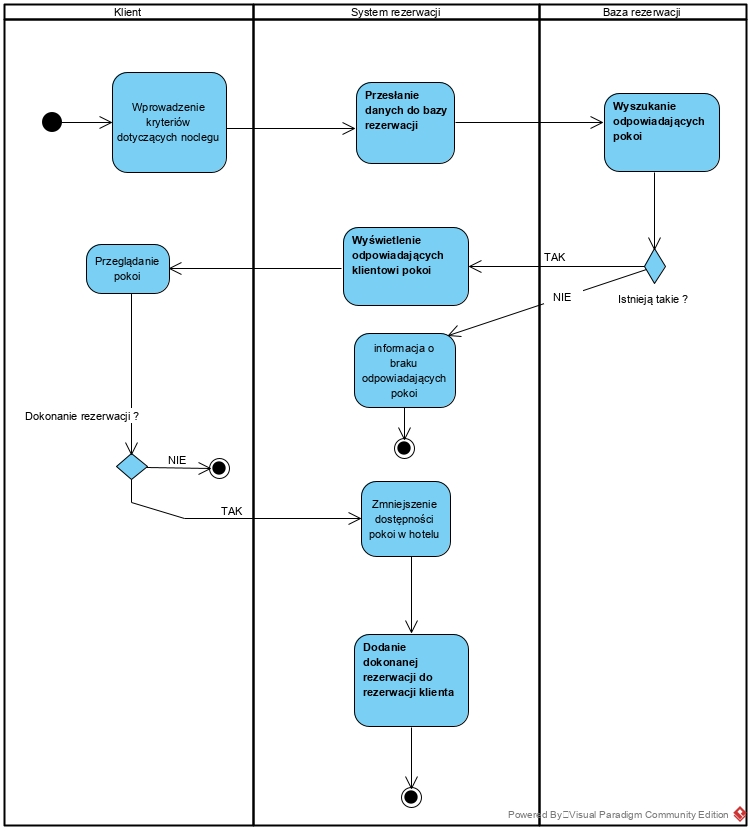 Klient
System rezerwacji
Baza rezerwacji
Wprowadzenie
kryteriów
dotyczących noclegu
Przesłanie
danych do bazy
rezerwacji
Wyszukanie
odpowiadających
pokoi
Przeglądanie
pokoi
Wyświetlenie
odpowiadających
klientowi pokoi
TAK
NIE
Istnieją takie ?
informacja o
braku
odpowiadających
pokoi
Dokonanie rezerwacji ?
NIE
TAK
Zmniejszenie
dostępności
pokoi w hotelu
Dodanie
dokonanej
rezerwacji do
rezerwacji klienta
Powered By Visual Paradigm Community Edition